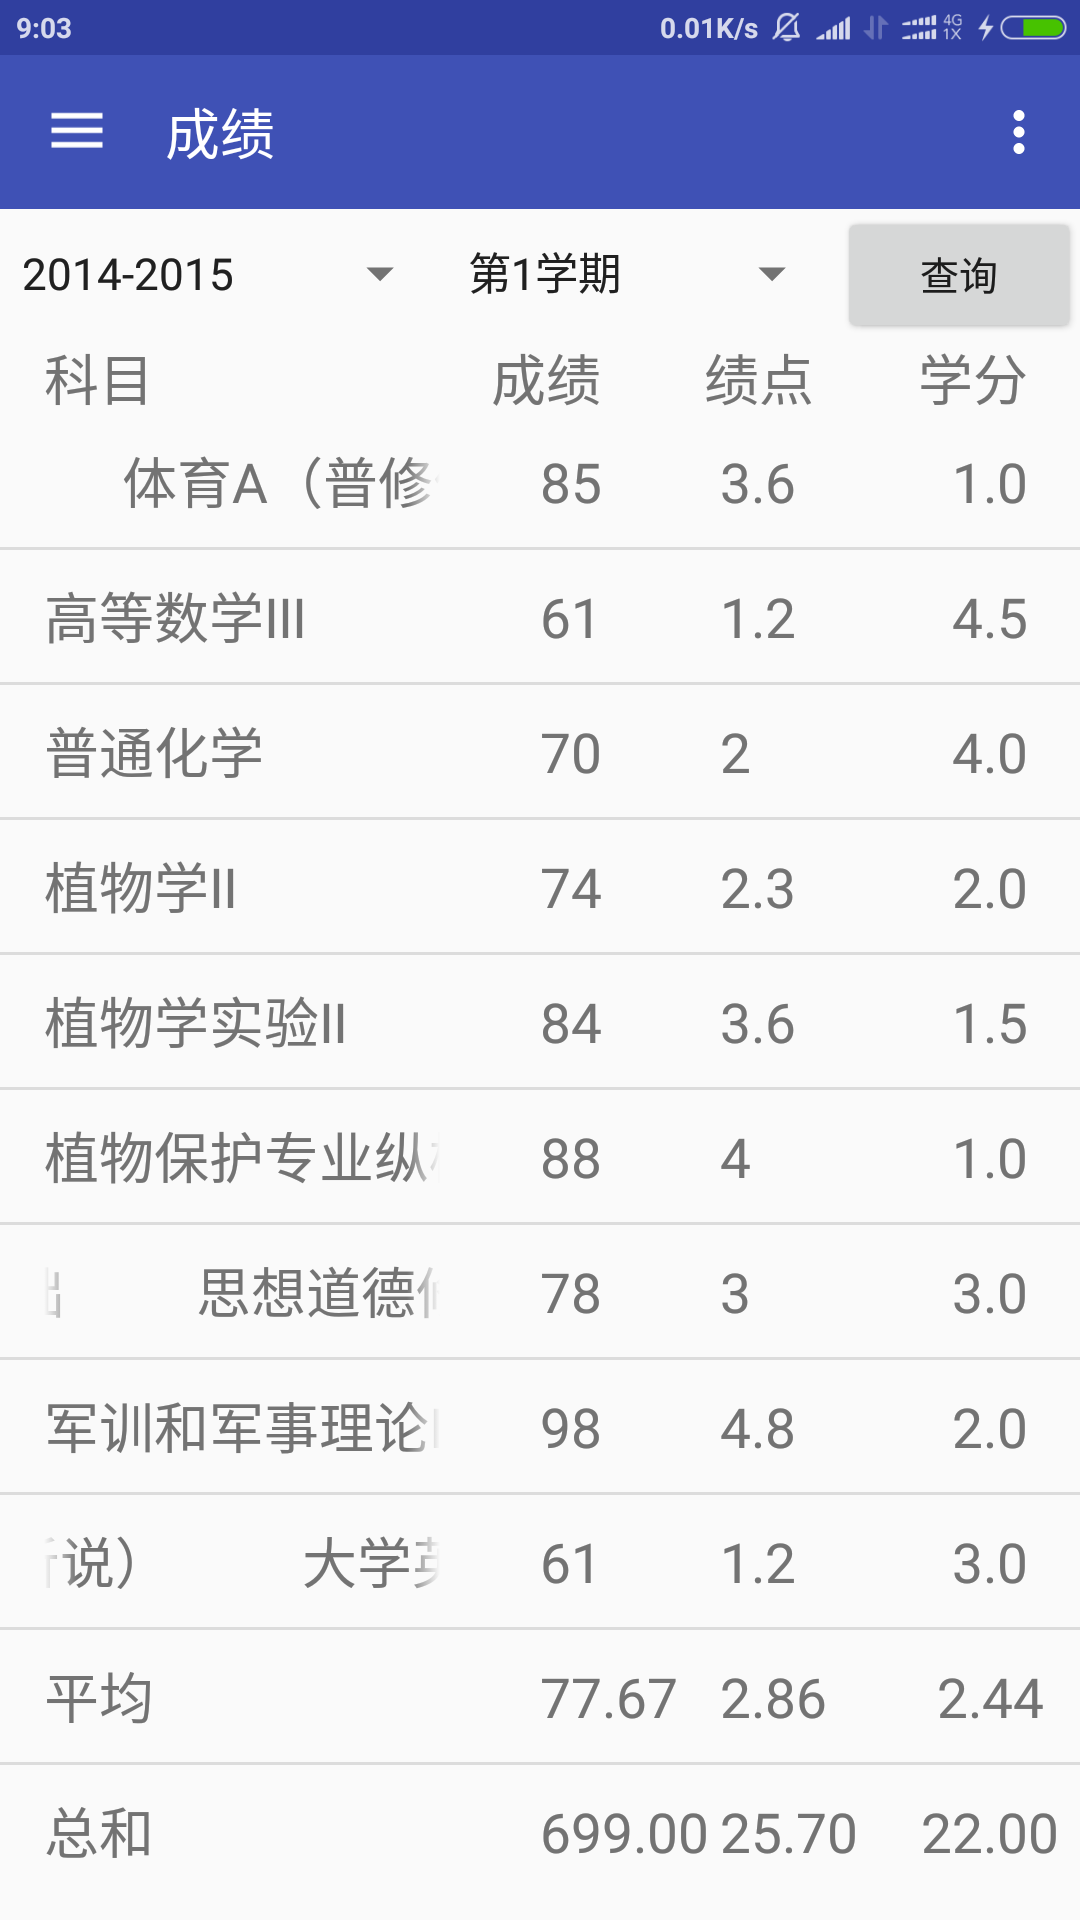 9:03 0.01K/s 4G 1X
成绩
2014-2015 第1学期 查询
科目 成绩 绩点 学分
体育A（普修 85 3.6 1.0
高等数学III 61 1.2 4.5
普通化学 70 2 4.0
植物学II 74 2.3 2.0
植物学实验II 84 3.6 1.5
植物保护专业纵 88 4 1.0
思想道德 78 3 3.0
军训和军事理论 98 4.8 2.0
说） 大学英 61 1.2 3.0
平均 77.67 2.86 2.44
总和 699.00 25.70 22.00